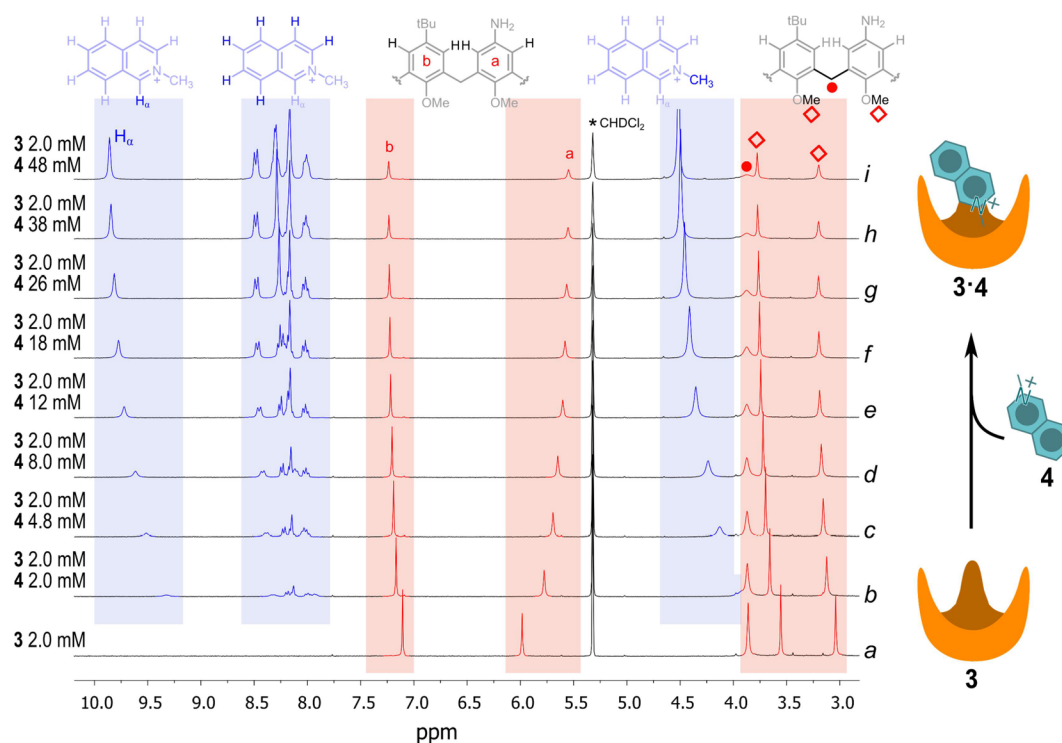 H H H H H H H N+ CH₃ Hα
H H H H H H H N+ CH₃ Hα
tBu NH₂ H H H H b a OMe OMe
H H H H H H H N+ CH₃ Hα
tBu NH₂ H H H H OMe OMe
Hα
b
a
* CHDCl₂
3 2.0 mM
4 48 mM
i
3 2.0 mM
4 38 mM
h
3 2.0 mM
4 26 mM
g
3 2.0 mM
4 18 mM
f
3 2.0 mM
4 12 mM
e
3 2.0 mM
4 8.0 mM
d
3 2.0 mM
4 4.8 mM
c
3 2.0 mM
4 2.0 mM
b
3 2.0 mM
a
10.0 9.5 9.0 8.5 8.0 7.5 7.0 6.5 6.0 5.5 5.0 4.5 4.0 3.5 3.0
ppm
N+
3·4
N+
4
3